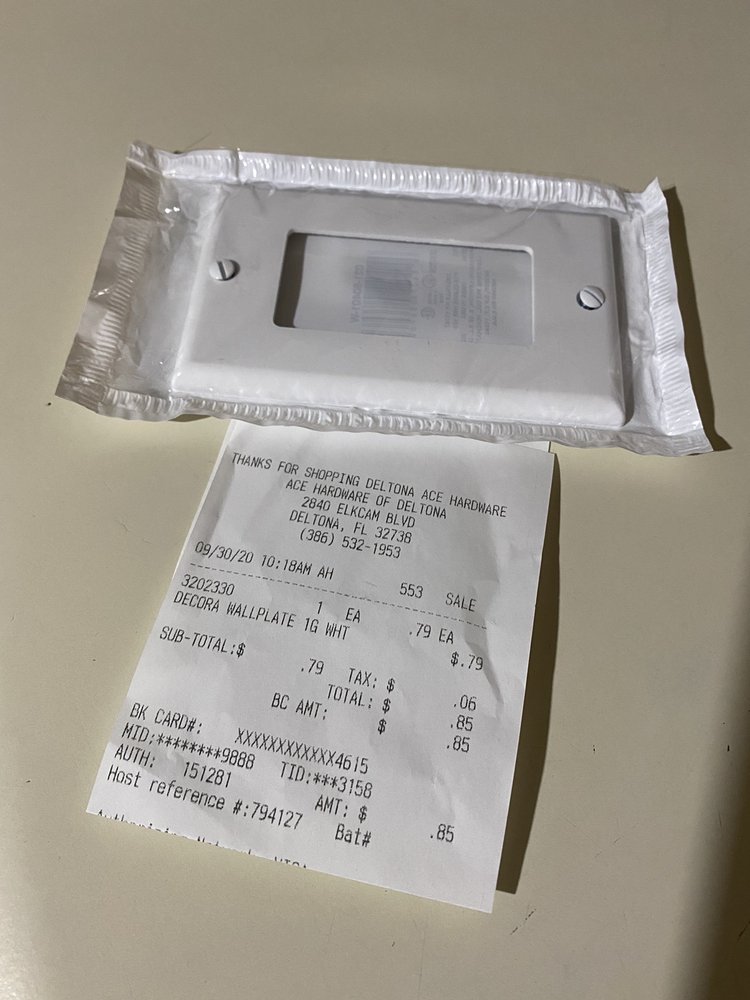 THANKS FOR SHOPPING DELTONA ACE HARDWARE
ACE HARDWARE OF DELTONA
2840 ELKCAM BLVD
DELTONA, FL 32738
(386) 532-1953
09/30/20 10:18AM AH 553 SALE
3202330 1 EA .79 EA
DECORA WALLPLATE 1G WHT $.79
SUB-TOTAL:$ .79 TAX: $ .06
TOTAL: $ .85
BC AMT: $ .85
BK CARD#: XXXXXXXXXXXX4615
MID:********9888 TID:***3158
AUTH: 151281 AMT: $ .85
Host reference #:794127 Bat#